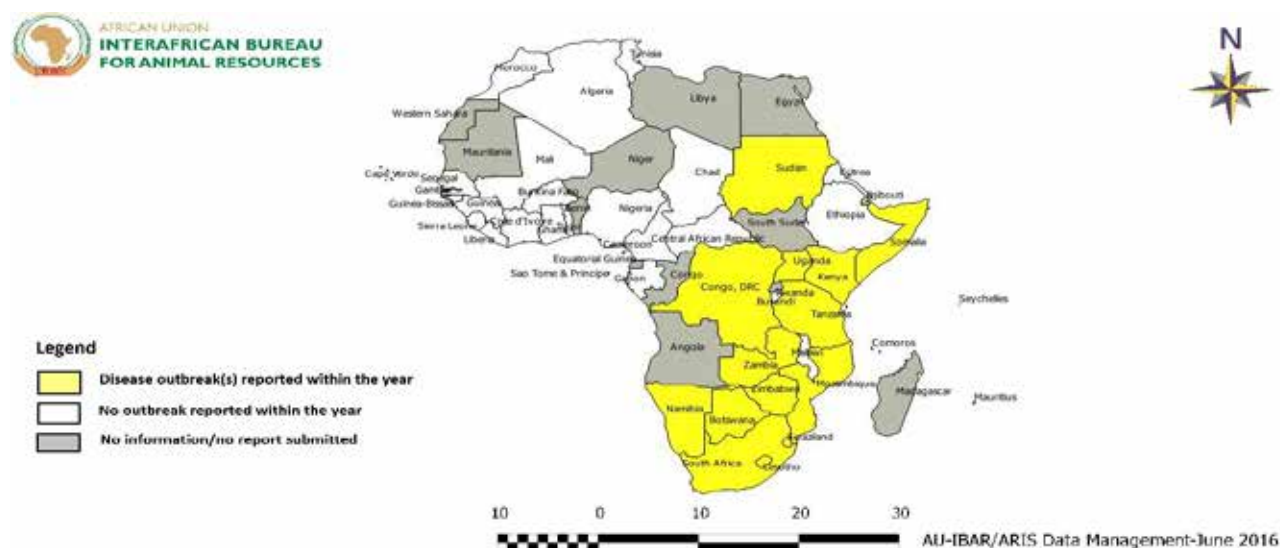 AFRICAN UNION
INTERAFRICAN BUREAU
FOR ANIMAL RESOURCES
N
Tunisia
Morocco
Algeria
Libya
Egypt
Western Sahara
Mauritania
Mali
Niger
Chad
Sudan
Eritrea
Cape Verde
Senegal
Burkina Faso
Djibouti
Guinea-Bissau
Guinea
Nigeria
Ethiopia
Sierra Leone
Cote d'Ivoire
South Sudan
Liberia
Cameroon
Central African Republic
Somalia
Equatorial Guinea
Uganda
Sao Tome & Principe
Gabon
Congo
Kenya
Congo, DRC
Rwanda
Burundi
Seychelles
Tanzania
Legend
Angola
Malawi
Comoros
Disease outbreak(s) reported within the year
Zambia
Mozambique
Zimbabwe
Madagascar
Mauritius
No outbreak reported within the year
Namibia
Botswana
No information/no report submitted
Swaziland
South Africa
Lesotho
10 0 10 20 30
AU-IBAR/ARIS Data Management-June 2016